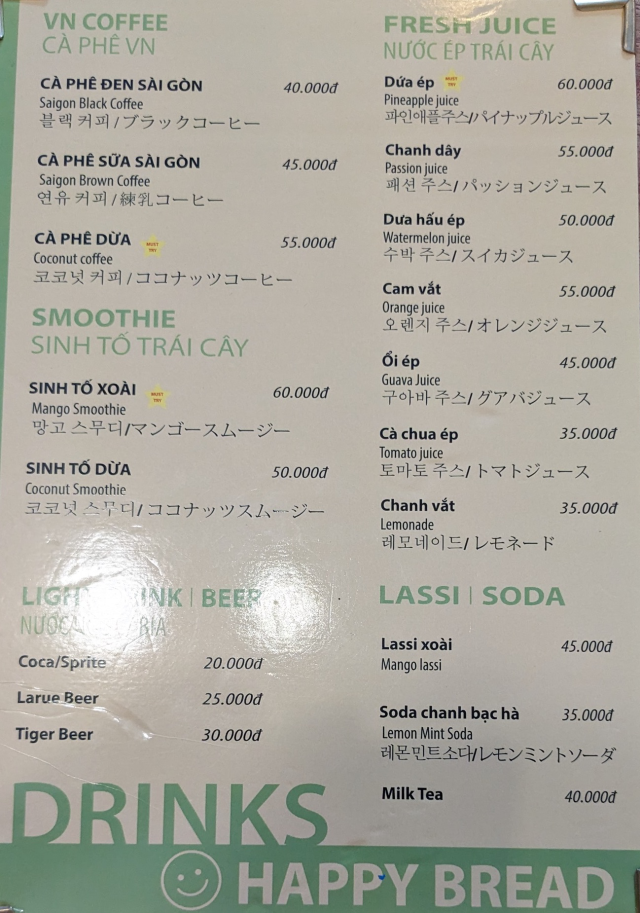 VN COFFEE
CÀ PHÊ VN
CÀ PHÊ ĐEN SÀI GÒN 40.000đ
Saigon Black Coffee
블랙 커피 / ブラックコーヒー
CÀ PHÊ SỮA SÀI GÒN 45.000đ
Saigon Brown Coffee
연유 커피 / 練乳コーヒー
CÀ PHÊ DỪA MUST TRY 55.000đ
Coconut coffee
코코넛 커피 / ココナッツコーヒー
SMOOTHIE
SINH TỐ TRÁI CÂY
SINH TỐ XOÀI MUST TRY 60.000đ
Mango Smoothie
망고 스무디/マンゴースムージー
SINH TỐ DỪA 50.000đ
Coconut Smoothie
코코넛 스무디/ ココナッツスムージー
BEER
Coca/Sprite 20.000đ
Larue Beer 25.000đ
Tiger Beer 30.000đ
FRESH JUICE
NƯỚC ÉP TRÁI CÂY
Dứa ép MUST TRY 60.000đ
Pineapple juice
파인애플주스/パイナップルジュース
Chanh dây 55.000đ
Passion juice
패션 주스/ パッションジュース
Dưa hấu ép 50.000đ
Watermelon juice
수박 주스/ スイカジュース
Cam vắt 55.000đ
Orange juice
오렌지 주스/ オレンジジュース
Ổi ép 45.000đ
Guava Juice
구아바 주스/ グアバジュース
Cà chua ép 35.000đ
Tomato juice
토마토 주스/ トマトジュース
Chanh vắt 35.000đ
Lemonade
레모네이드/ レモネード
LASSI | SODA
Lassi xoài 45.000đ
Mango lassi
Soda chanh bạc hà 35.000đ
Lemon Mint Soda
레몬민트소다/レモンミントソーダ
Milk Tea 40.000đ
DRINKS
HAPPY BREAD